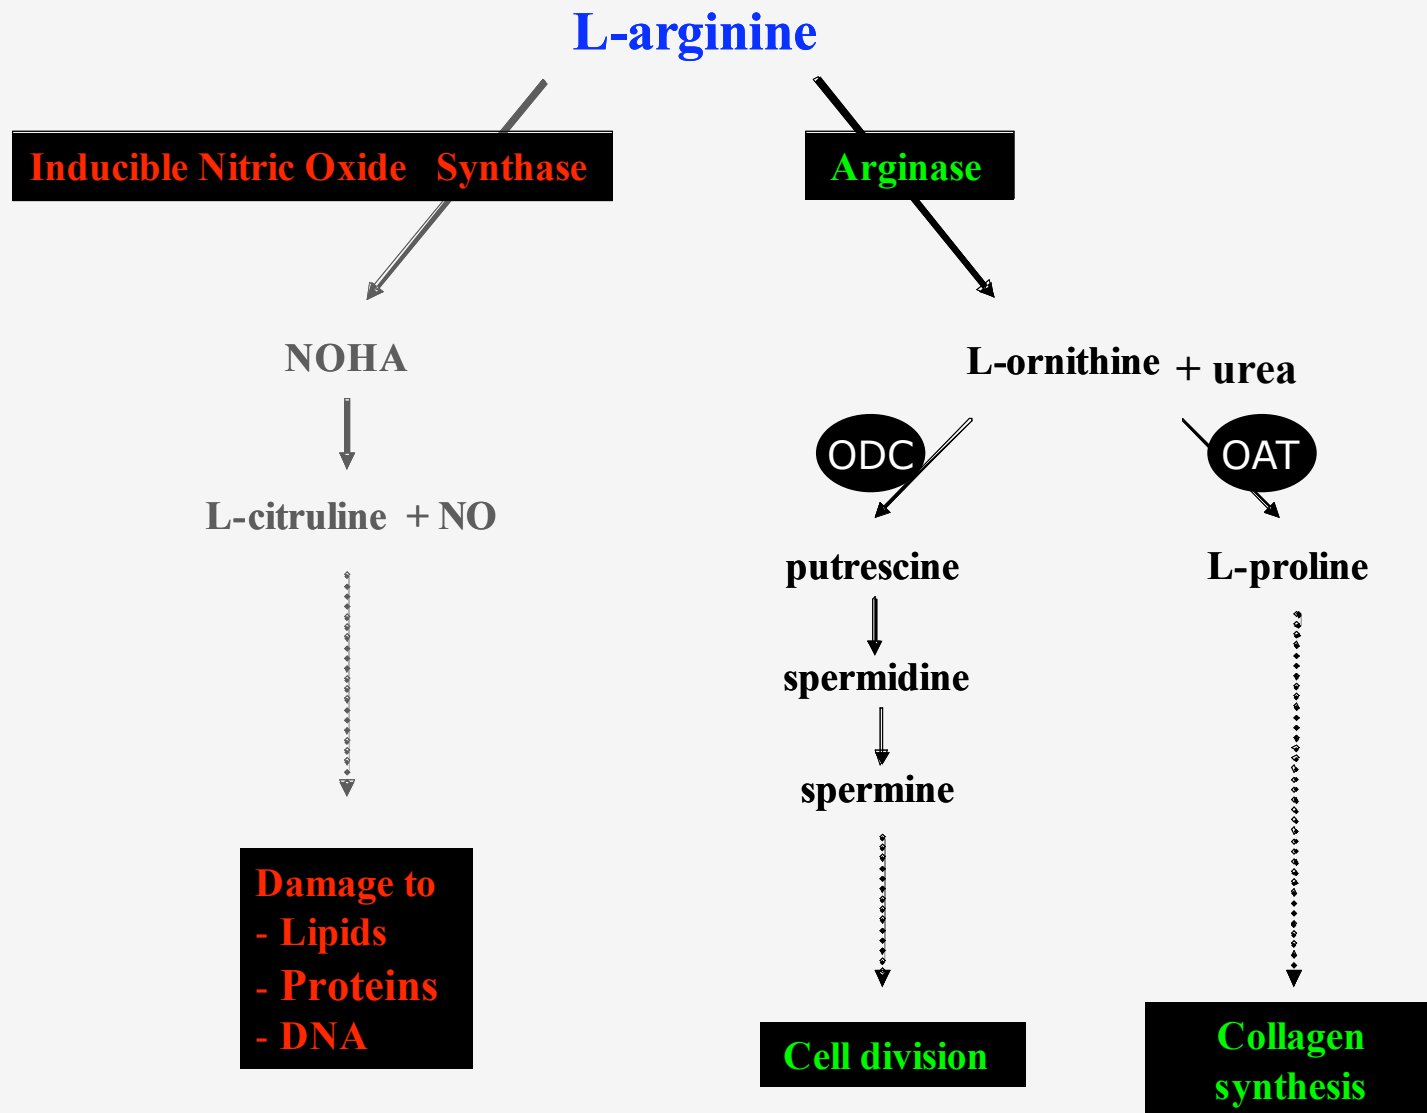 L-arginine
Inducible Nitric Oxide Synthase
Arginase
NOHA
L-ornithine + urea
ODC
OAT
L-citruline + NO
putrescine
L-proline
spermidine
spermine
Damage to
- Lipids
- Proteins
- DNA
Cell division
Collagen
synthesis